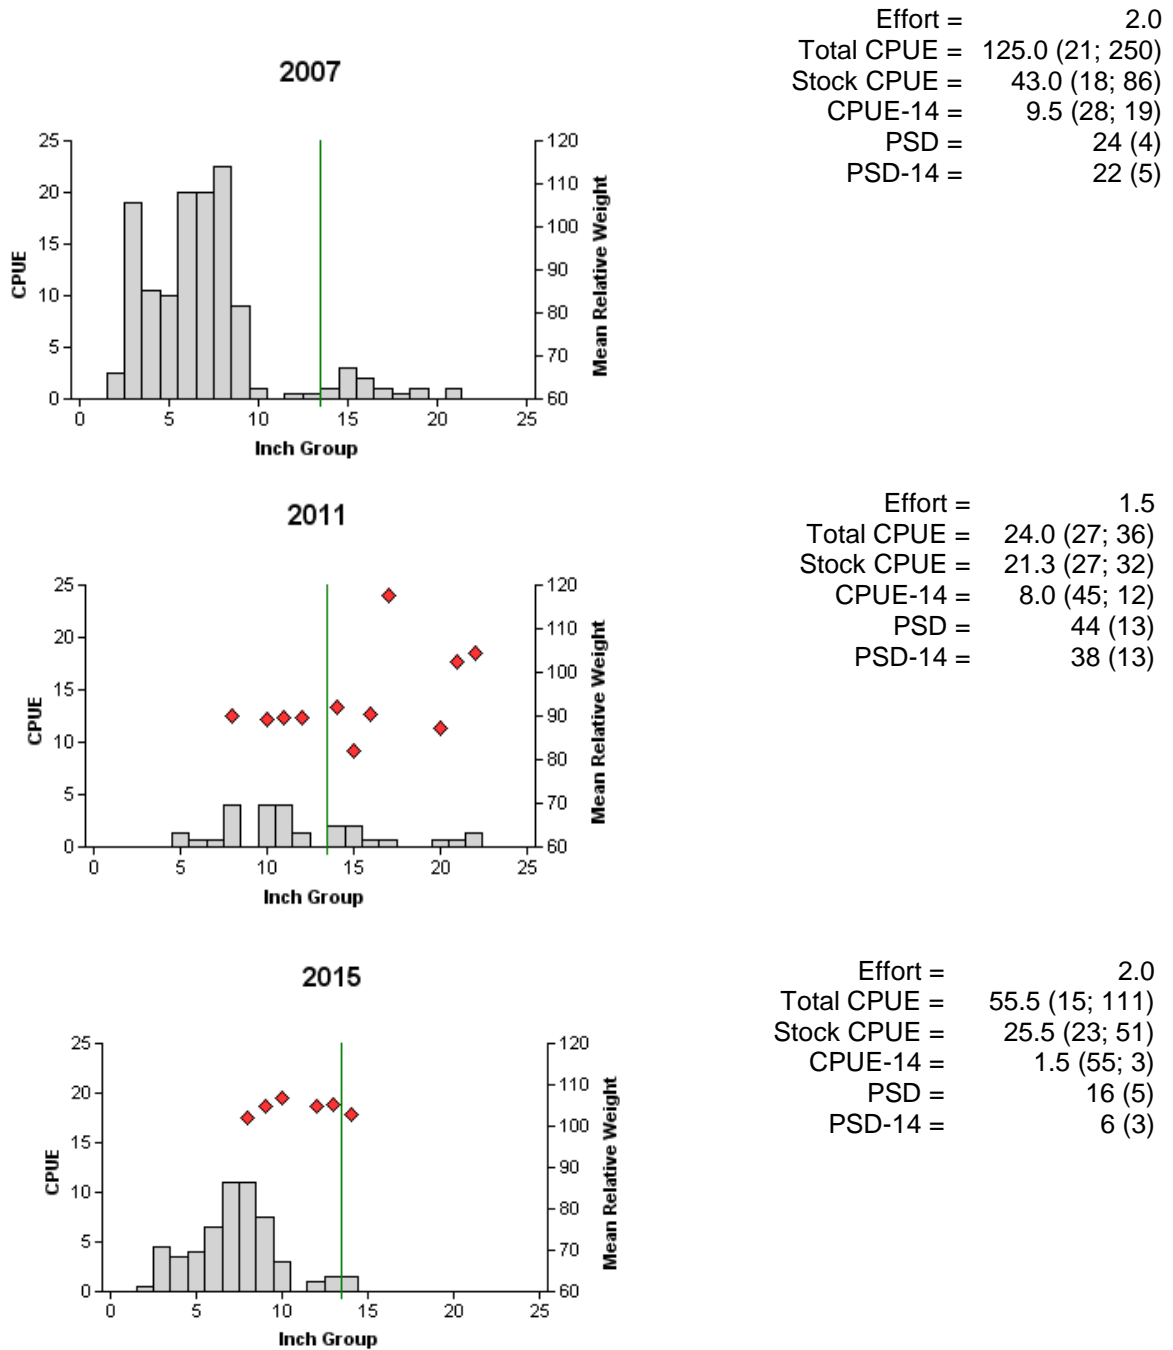 Effort = 2.0
Total CPUE = 125.0 (21; 250)
Stock CPUE = 43.0 (18; 86)
CPUE-14 = 9.5 (28; 19)
PSD = 24 (4)
PSD-14 = 22 (5)
2007
25
20
15
10
5
0
CPUE
120
110
100
90
80
70
60
Mean Relative Weight
0 5 10 15 20 25
Inch Group
Effort = 1.5
Total CPUE = 24.0 (27; 36)
Stock CPUE = 21.3 (27; 32)
CPUE-14 = 8.0 (45; 12)
PSD = 44 (13)
PSD-14 = 38 (13)
2011
25
20
15
10
5
0
CPUE
120
110
100
90
80
70
60
Mean Relative Weight
0 5 10 15 20 25
Inch Group
Effort = 2.0
Total CPUE = 55.5 (15; 111)
Stock CPUE = 25.5 (23; 51)
CPUE-14 = 1.5 (55; 3)
PSD = 16 (5)
PSD-14 = 6 (3)
2015
25
20
15
10
5
0
CPUE
120
110
100
90
80
70
60
Mean Relative Weight
0 5 10 15 20 25
Inch Group